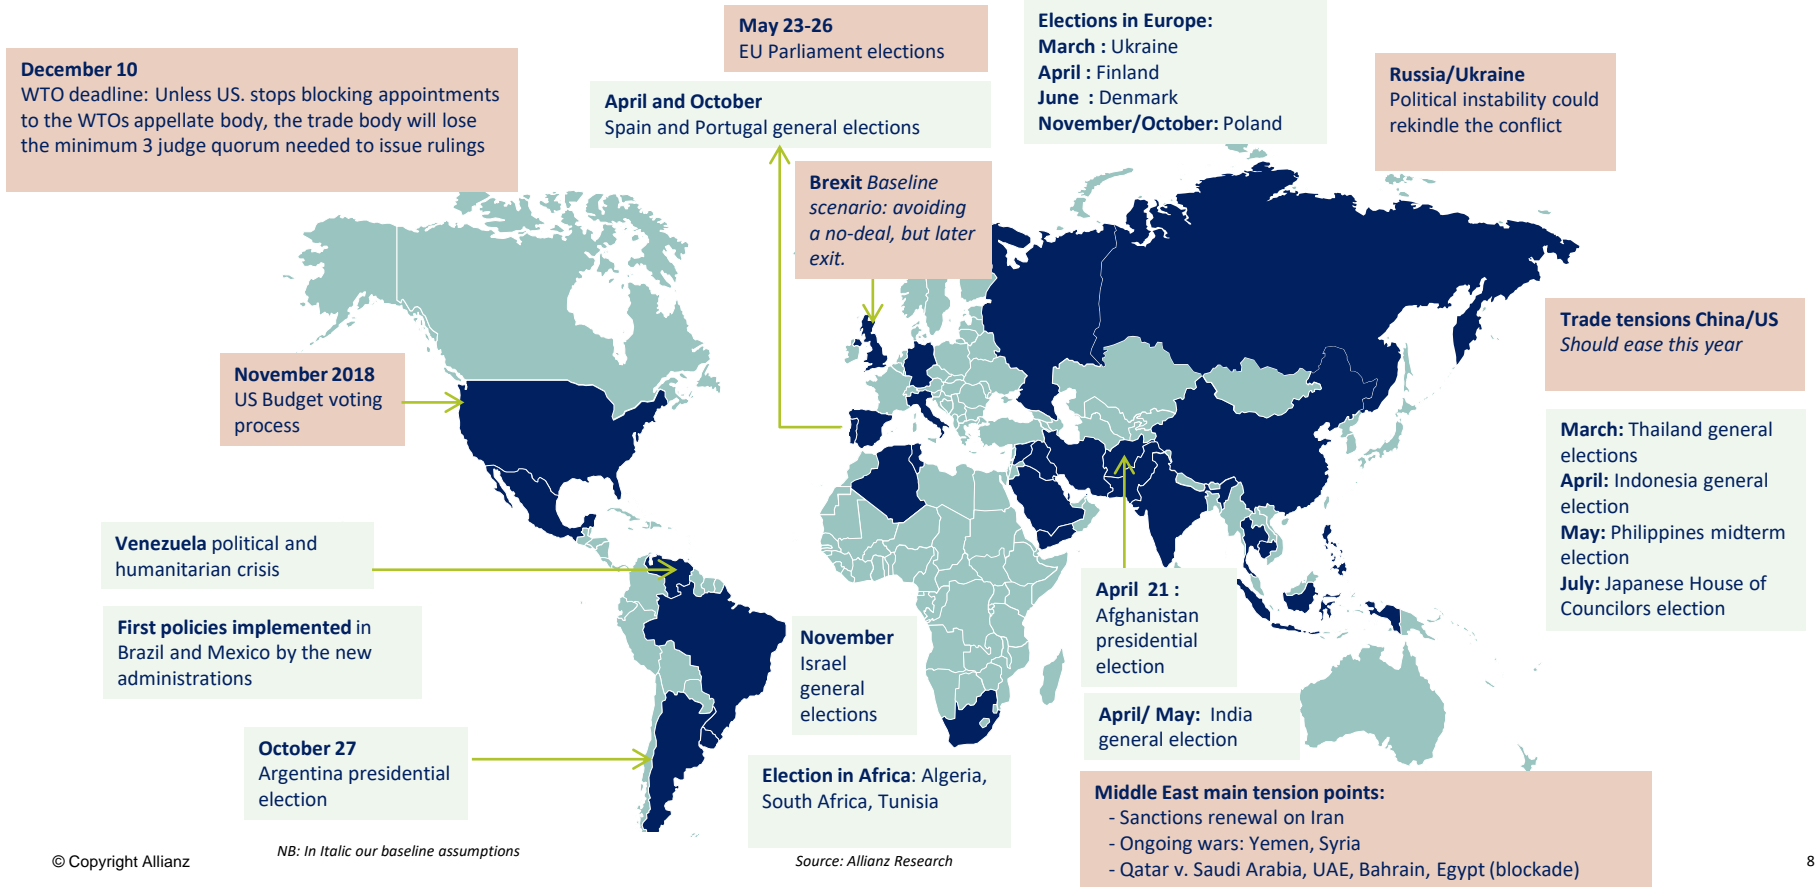 May 23-26
EU Parliament elections
Elections in Europe:
March : Ukraine
April : Finland
June : Denmark
November/October: Poland
December 10
WTO deadline: Unless US. stops blocking appointments
to the WTOs appellate body, the trade body will lose
the minimum 3 judge quorum needed to issue rulings
April and October
Spain and Portugal general elections
Russia/Ukraine
Political instability could
rekindle the conflict
Brexit Baseline
scenario: avoiding
a no-deal, but later
exit.
Trade tensions China/US
Should ease this year
November 2018
US Budget voting
process
March: Thailand general
elections
April: Indonesia general
election
May: Philippines midterm
election
July: Japanese House of
Councilors election
Venezuela political and
humanitarian crisis
First policies implemented in
Brazil and Mexico by the new
administrations
November
Israel
general
elections
April 21 :
Afghanistan
presidential
election
April/ May: India
general election
October 27
Argentina presidential
election
Election in Africa: Algeria,
South Africa, Tunisia
Middle East main tension points:
- Sanctions renewal on Iran
- Ongoing wars: Yemen, Syria
- Qatar v. Saudi Arabia, UAE, Bahrain, Egypt (blockade)
© Copyright Allianz
NB: In Italic our baseline assumptions
Source: Allianz Research
8